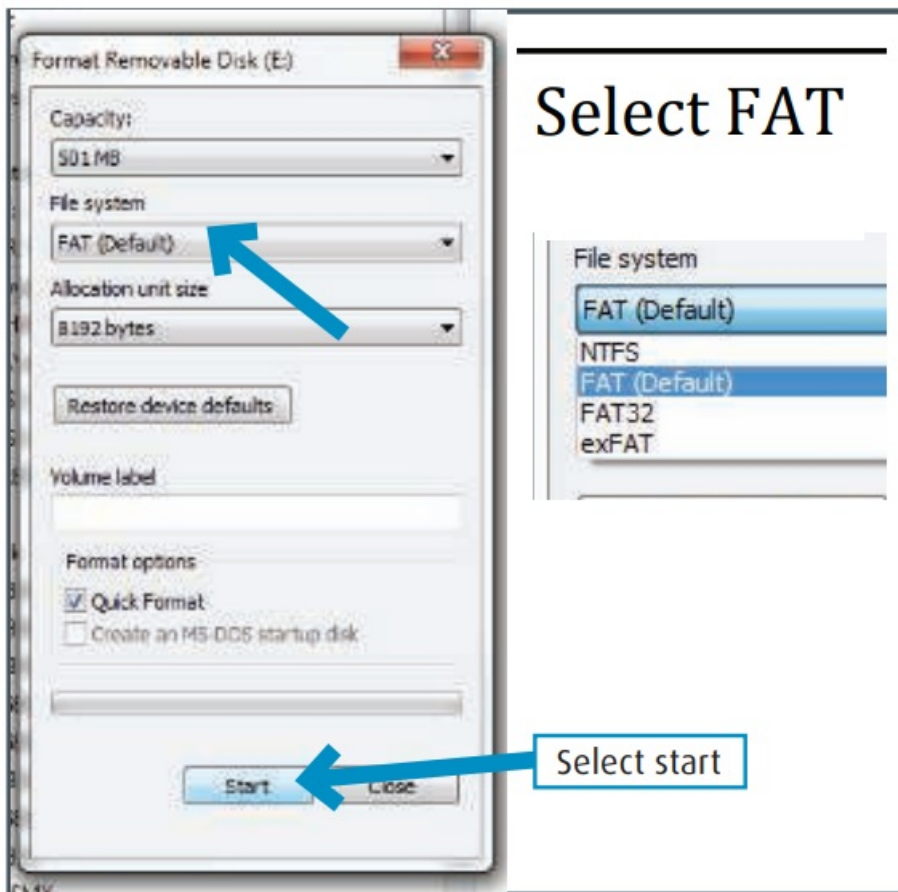 Format Removable Disk (E:)
Capacity:
501 MB
File system
FAT (Default)
Allocation unit size
8192 bytes
Restore device defaults
Volume label
Format options
Quick Format
Create an MS-DOS startup disk
Start
Close
Select FAT
File system
FAT (Default)
NTFS
FAT (Default)
FAT32
exFAT
Select start